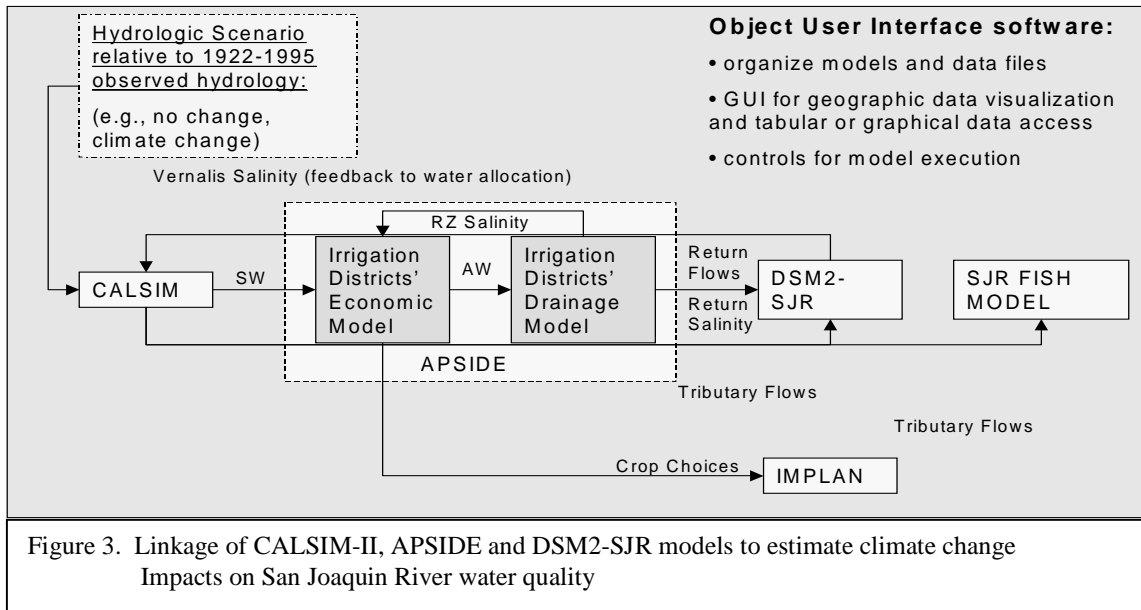 Hydrologic Scenario
relative to 1922-1995
observed hydrology:
(e.g., no change,
climate change)
Object User Interface software:
• organize models and data files
• GUI for geographic data visualization
and tabular or graphical data access
• controls for model execution
Vernalis Salinity (feedback to water allocation)
RZ Salinity
CALSIM
SW
Irrigation
Districts'
Economic
Model
AW
Irrigation
Districts'
Drainage
Model
Return
Flows
Return
Salinity
DSM2-
SJR
SJR FISH
MODEL
APSIDE
Tributary Flows
Tributary Flows
Crop Choices
IMPLAN
Figure 3. Linkage of CALSIM-II, APSIDE and DSM2-SJR models to estimate climate change
Impacts on San Joaquin River water quality